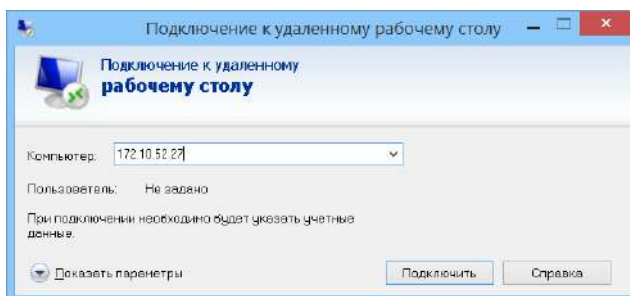 Подключение к удаленному рабочему столу
Подключение к удаленному
рабочему столу
Компьютер: 172.10.52.27
Пользователь: Не задано
При подключении необходимо будет указать учетные
данные.
Показать параметры Подключить Справка